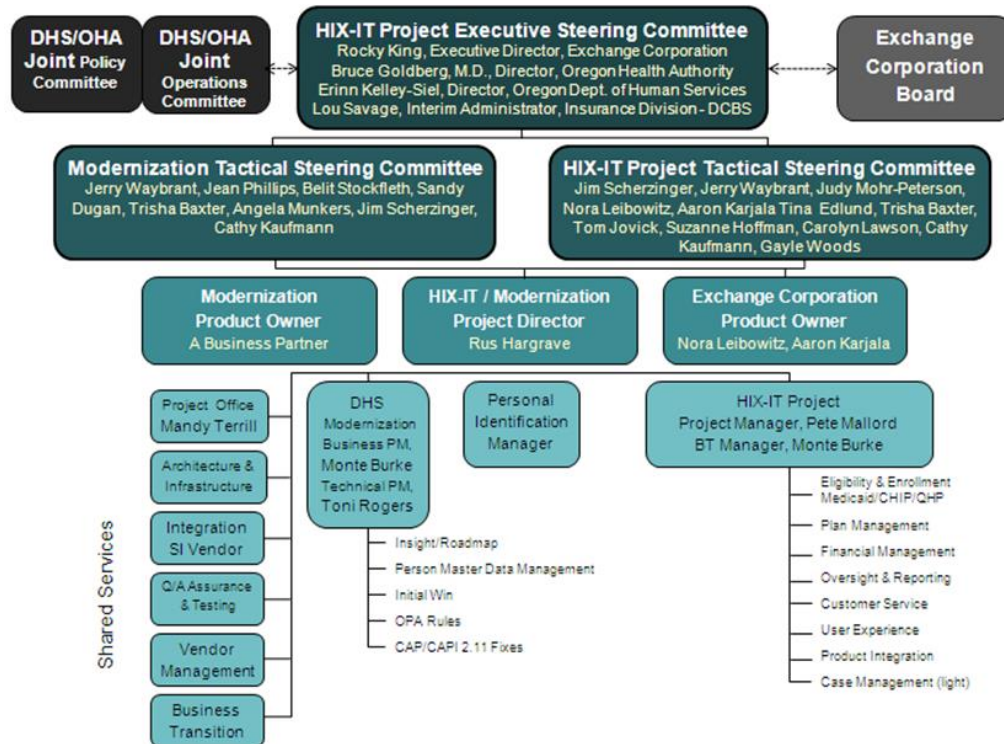 DHS/OHA
Joint Policy
Committee
DHS/OHA
Joint
Operations
Committee
HIX-IT Project Executive Steering Committee
Rocky King, Executive Director, Exchange Corporation
Bruce Goldberg, M.D., Director, Oregon Health Authority
Erinn Kelley-Siel, Director, Oregon Dept. of Human Services
Lou Savage, Interim Administrator, Insurance Division - DCBS
Exchange
Corporation
Board
Modernization Tactical Steering Committee
Jerry Waybrant, Jean Phillips, Belit Stockfleth, Sandy
Dugan, Trisha Baxter, Angela Munkers, Jim Scherzinger,
Cathy Kaufmann
HIX-IT Project Tactical Steering Committee
Jim Scherzinger, Jerry Waybrant, Judy Mohr-Peterson,
Nora Leibowitz, Aaron Karjala Tina Edlund, Trisha Baxter,
Tom Jovick, Suzanne Hoffman, Carolyn Lawson, Cathy
Kaufmann, Gayle Woods
Modernization
Product Owner
A Business Partner
HIX-IT / Modernization
Project Director
Rus Hargrave
Exchange Corporation
Product Owner
Nora Leibowitz, Aaron Karjala
Shared Services
Project Office
Mandy Terrill
Architecture &
Infrastructure
Integration
SI Vendor
Q/A Assurance
& Testing
Vendor
Management
Business
Transition
DHS
Modernization
Business PM,
Monte Burke
Technical PM,
Toni Rogers
Insight/Roadmap
Person Master Data Management
Initial Win
OPA Rules
CAP/CAPI 2.11 Fixes
Personal
Identification
Manager
HIX-IT Project
Project Manager, Pete Mallord
BT Manager, Monte Burke
Eligibility & Enrollment
Medicaid/CHIP/QHP
Plan Management
Financial Management
Oversight & Reporting
Customer Service
User Experience
Product Integration
Case Management (light)